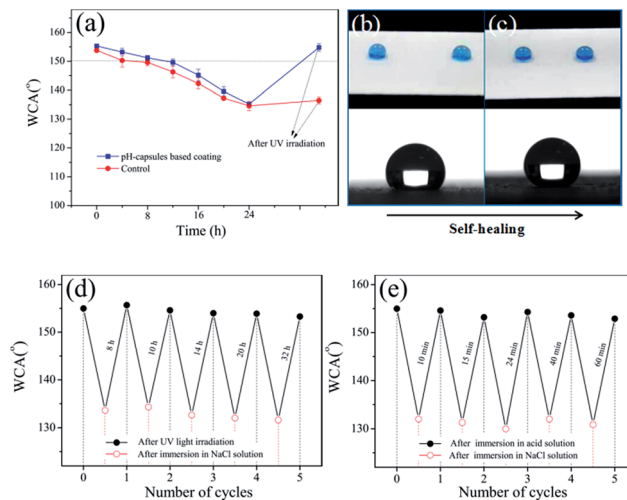 (a)
160
155
150
145
140
130
120
110
100
WCA(°)
0 4 8 12 16 20 24
Time (h)
pH-capsules based coating
Control
After UV irradiation
(b)
(c)
Self-healing
(d)
160
150
140
130
WCA(°)
8 h
10 h
14 h
20 h
32 h
After UV light irradiation
After immersion in NaCl solution
0 1 2 3 4 5
Number of cycles
(e)
160
150
140
130
WCA(°)
10 min
15 min
24 min
40 min
60 min
After immersion in acid solution
After immersion in NaCl solution
0 1 2 3 4 5
Number of cycles